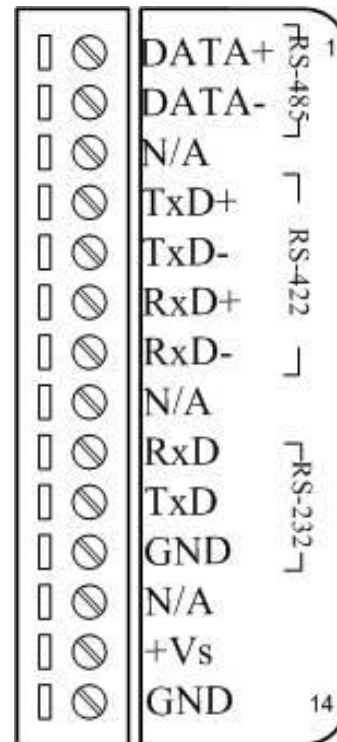 DATA+ 1
DATA-
N/A
TxD+
TxD-
RxD+
RxD-
N/A
RxD
TxD
GND
N/A
+Vs
GND 14
RS-485
RS-422
RS-232